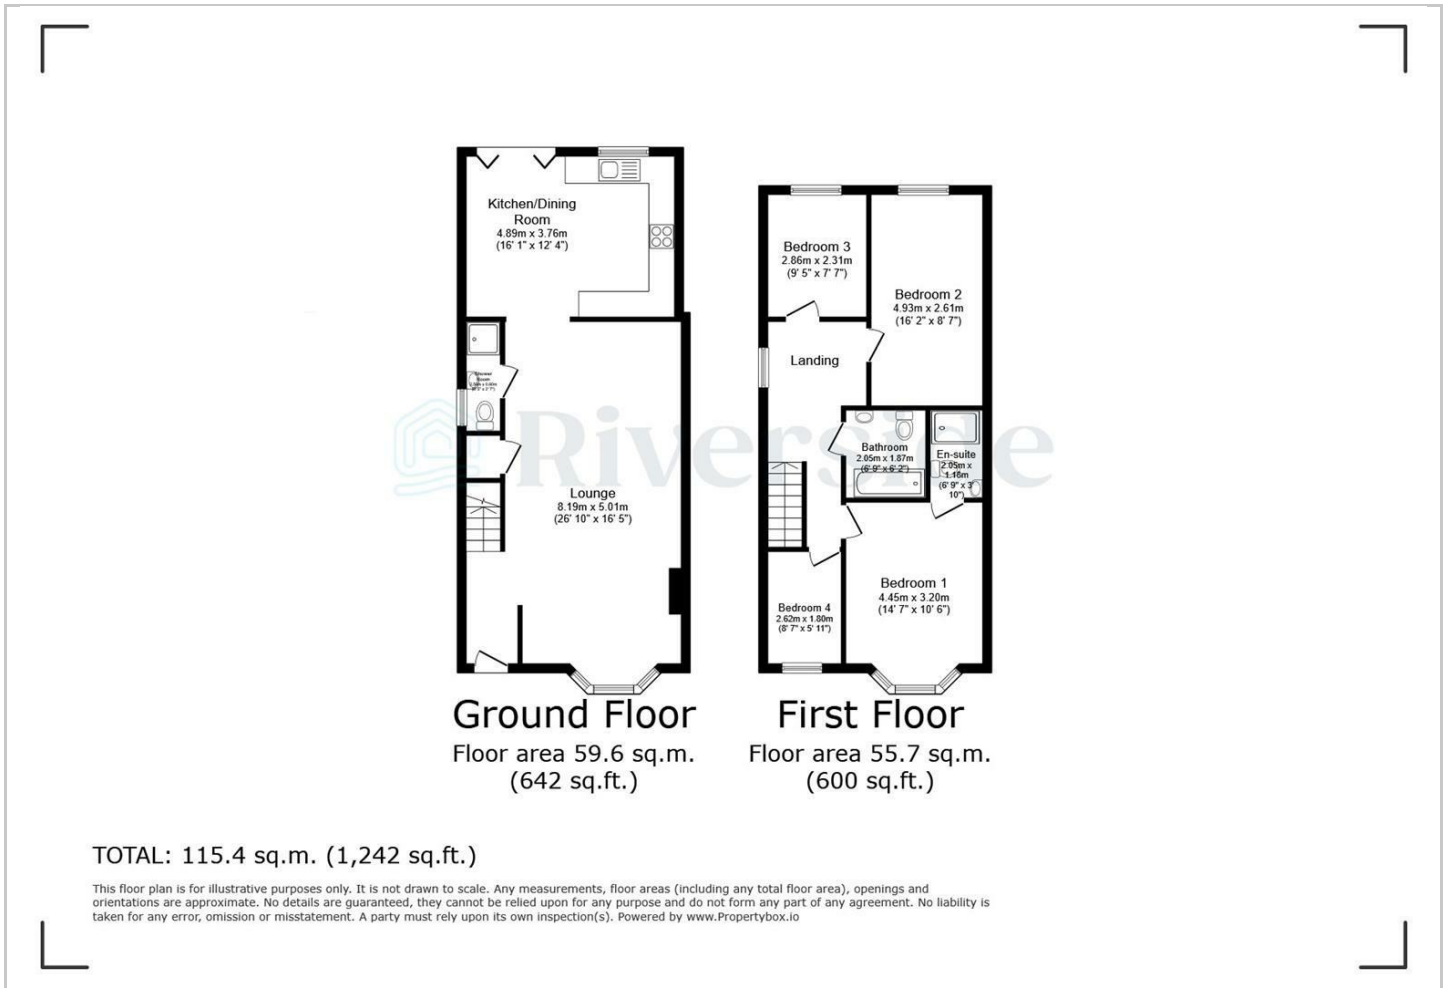 Kitchen/Dining
Room
4.89m x 3.76m
(16' 1" x 12' 4")
Shower
Room
Lounge
8.19m x 5.01m
(26' 10" x 16' 5")
Bedroom 3
2.86m x 2.31m
(9' 5" x 7' 7")
Bedroom 2
4.93m x 2.61m
(16' 2" x 8' 7")
Landing
Bathroom
2.05m x 1.87m
(6' 9" x 6' 2")
En-suite
2.05m x
1.16m
(6' 9" x 3'
10")
Bedroom 1
4.45m x 3.20m
(14' 7" x 10' 6")
Bedroom 4
2.62m x 1.80m
(8' 7" x 5' 11")
Riverside
Ground Floor
Floor area 59.6 sq.m.
(642 sq.ft.)
First Floor
Floor area 55.7 sq.m.
(600 sq.ft.)
TOTAL: 115.4 sq.m. (1,242 sq.ft.)
This floor plan is for illustrative purposes only. It is not drawn to scale. Any measurements, floor areas (including any total floor area), openings and
orientations are approximate. No details are guaranteed, they cannot be relied upon for any purpose and do not form any part of any agreement. No liability is
taken for any error, omission or misstatement. A party must rely upon its own inspection(s). Powered by www.Propertybox.io